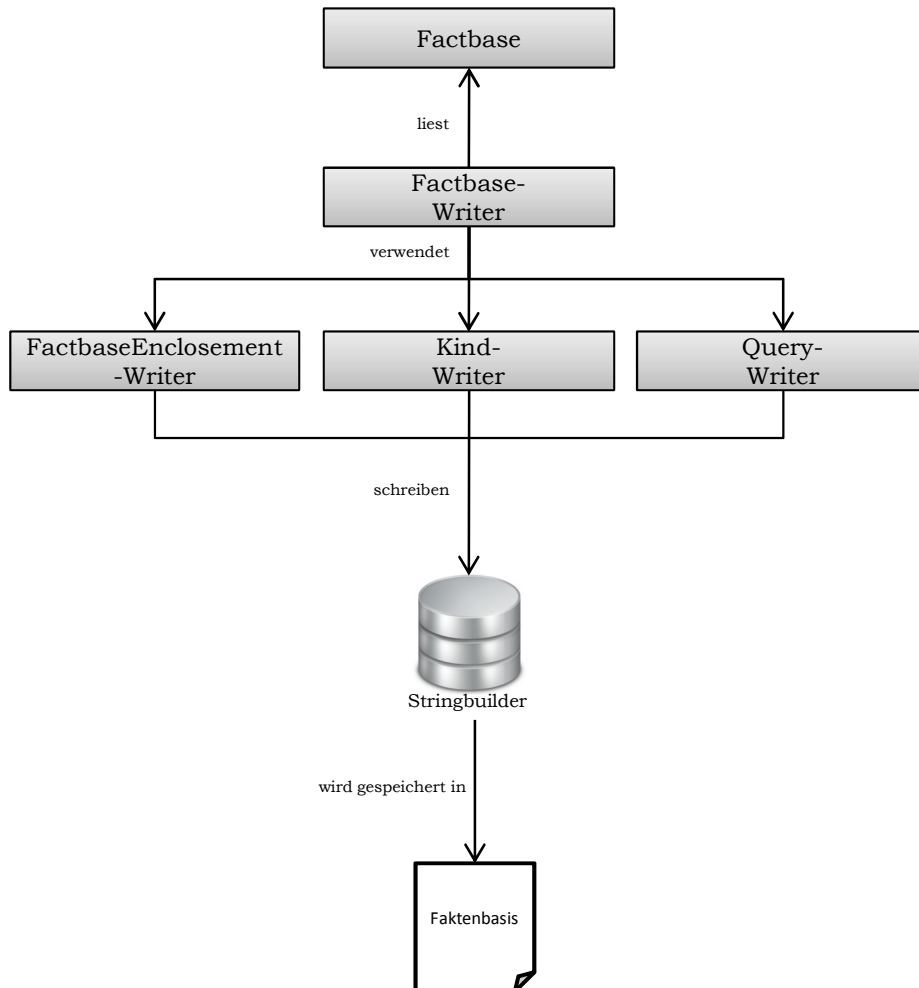 Factbase
liest
Factbase-
Writer
verwendet
FactbaseEnclosement
-Writer
Kind-
Writer
Query-
Writer
schreiben
Stringbuilder
wird gespeichert in
Faktenbasis